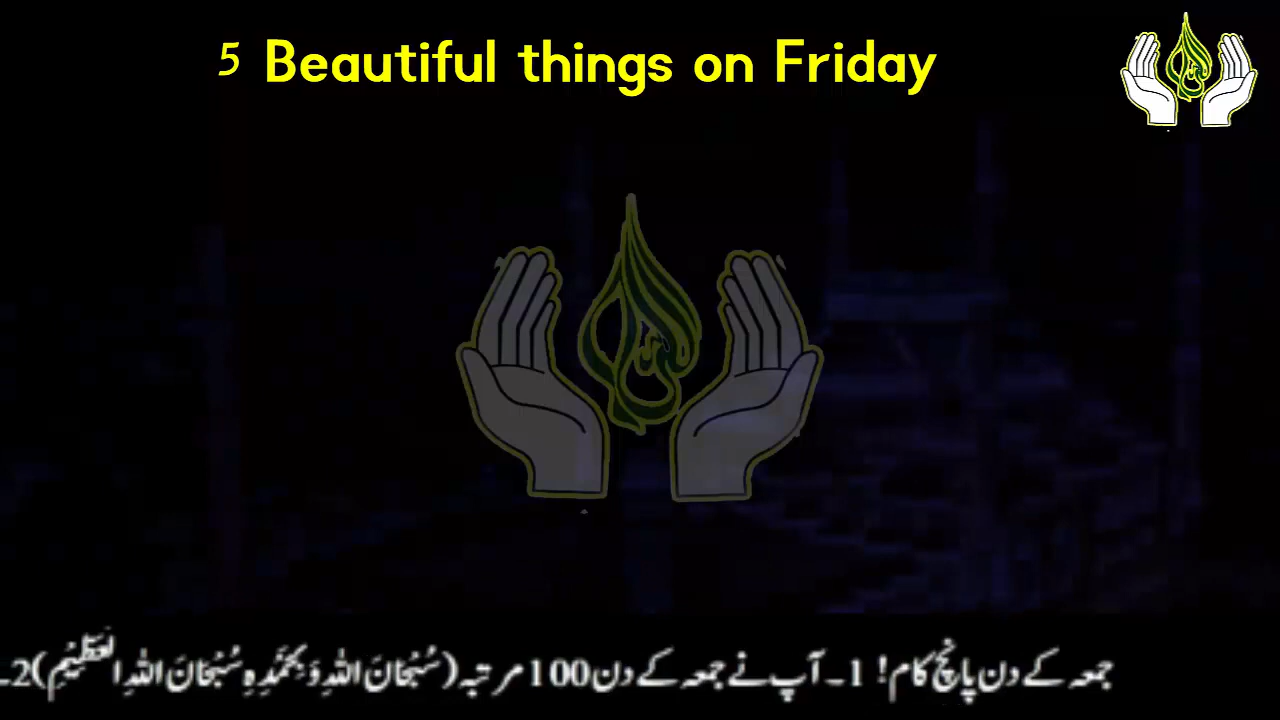 5 Beautiful things on Friday
جمعہ کے دن پانچ کام! 1۔ آپ نے جمعہ کے دن 100 مرتبہ (سُبْحَانَ اللّٰهِ وَ بِحَمْدِهٖ سُبْحَانَ اللّٰهِ الْعَظِيْمِ) 2۔